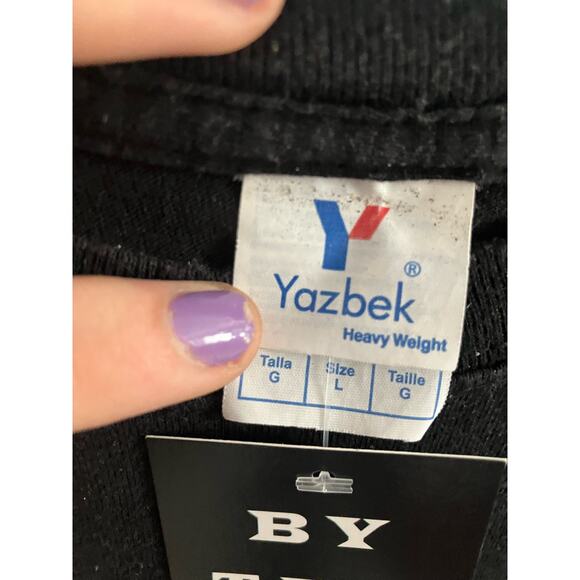 Y
®
Yazbek
Heavy Weight
Talla Size Taille
G L G
BY